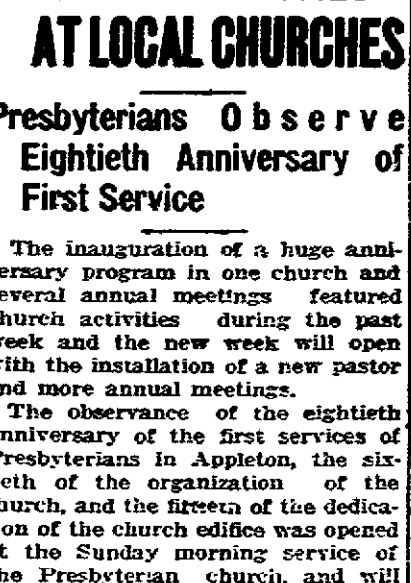 AT LOCAL CHURCHES
Presbyterians Observe
Eightieth Anniversary of
First Service
The inauguration of a huge anni-
ersary program in one church and
everal annual meetings featured
hurch activities during the past
eek and the new week will open
ith the installation of a new pastor
nd more annual meetings.
The observance of the eightieth
nniversary of the first services of
Presbyterians in Appleton, the six-
eth of the organization of the
hurch, and the fifteth of the dedica-
on of the church edifice was opened
t the Sunday morning service of
he Presbyterian church, and will